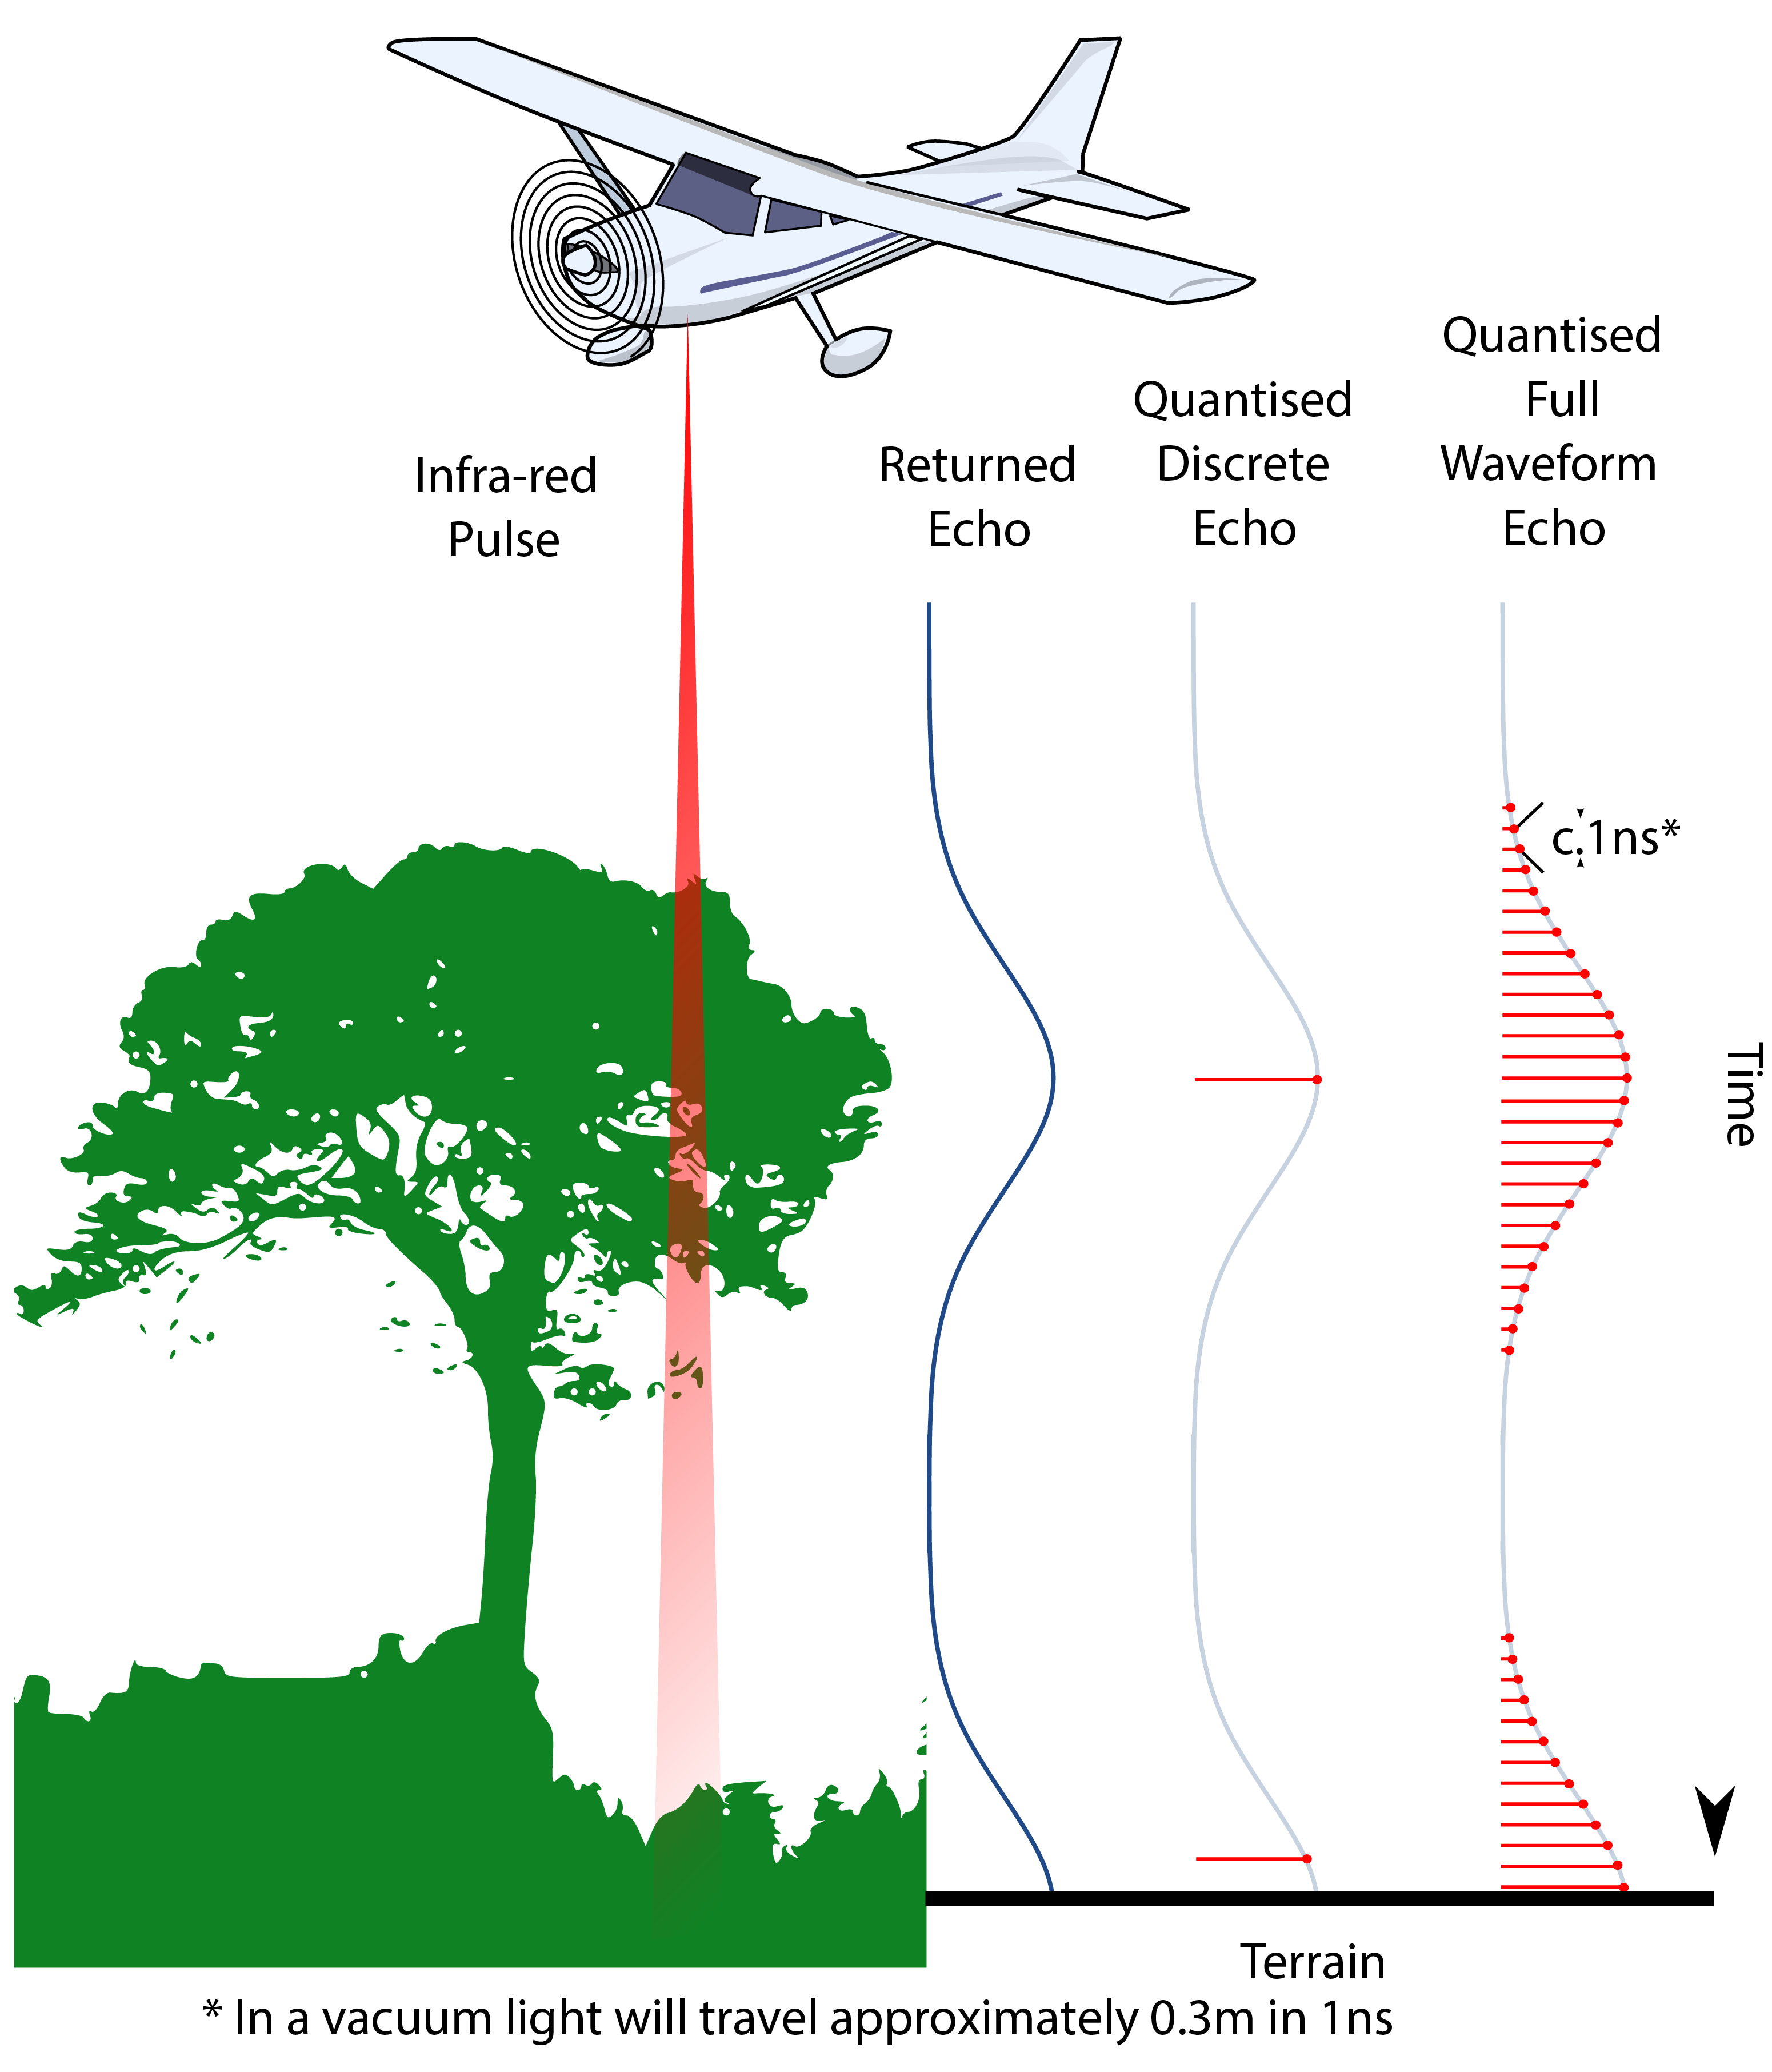 Infra-red
Pulse
Returned
Echo
Quantised
Discrete
Echo
Quantised
Full
Waveform
Echo
c.1ns*
Time
Terrain
* In a vacuum light will travel approximately 0.3m in 1ns